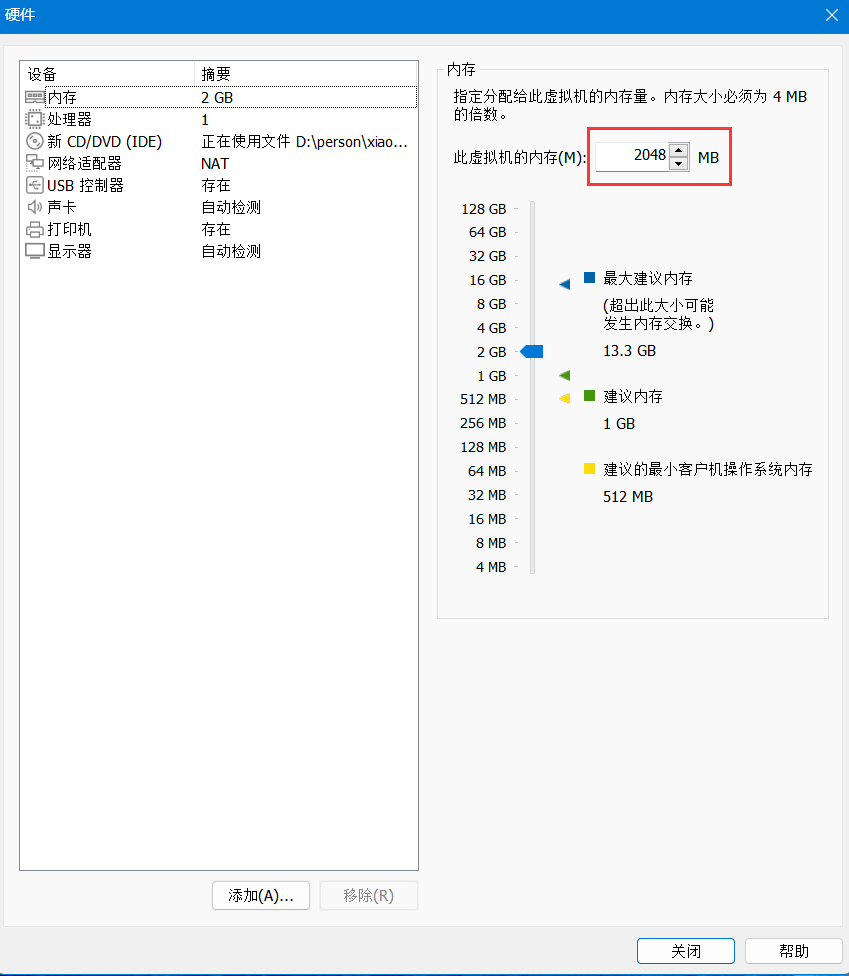 硬件
设备 摘要
内存 2 GB
处理器 1
新 CD/DVD (IDE) 正在使用文件 D:\person\xiao...
网络适配器 NAT
USB 控制器 存在
声卡 自动检测
打印机 存在
显示器 自动检测
添加(A)...
移除(R)
内存
指定分配给此虚拟机的内存量。内存大小必须为 4 MB
的倍数。
此虚拟机的内存(M): 2048 MB
128 GB
64 GB
32 GB
16 GB
8 GB
4 GB
2 GB
1 GB
512 MB
256 MB
128 MB
64 MB
32 MB
16 MB
8 MB
4 MB
最大建议内存
(超出此大小可能
发生内存交换。)
13.3 GB
建议内存
1 GB
建议的最小客户机操作系统内存
512 MB
关闭
帮助